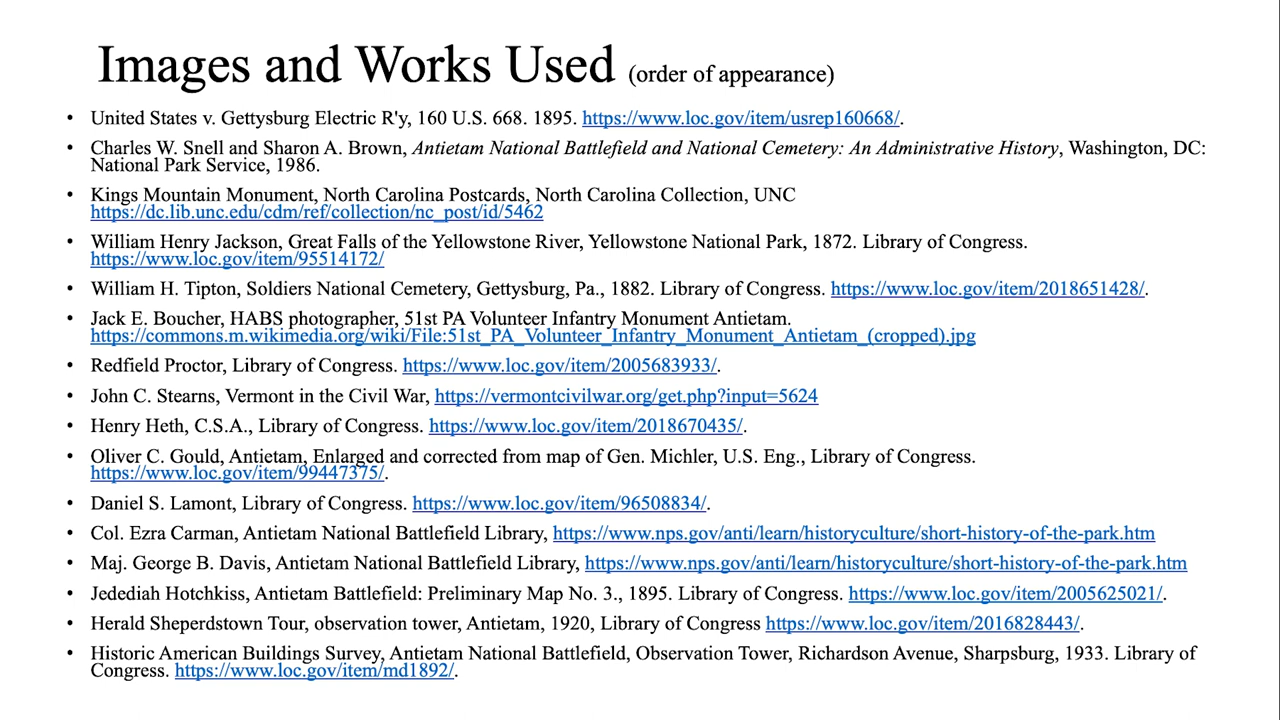 Images and Works Used (order of appearance)
• United States v. Gettysburg Electric R'y, 160 U.S. 668. 1895. https://www.loc.gov/item/usrep160668/.
• Charles W. Snell and Sharon A. Brown, Antietam National Battlefield and National Cemetery: An Administrative History, Washington, DC:
National Park Service, 1986.
• Kings Mountain Monument, North Carolina Postcards, North Carolina Collection, UNC
https://dc.lib.unc.edu/cdm/ref/collection/nc_post/id/5462
• William Henry Jackson, Great Falls of the Yellowstone River, Yellowstone National Park, 1872. Library of Congress.
https://www.loc.gov/item/95514172/
• William H. Tipton, Soldiers National Cemetery, Gettysburg, Pa., 1882. Library of Congress. https://www.loc.gov/item/2018651428/.
• Jack E. Boucher, HABS photographer, 51st PA Volunteer Infantry Monument Antietam.
https://commons.m.wikimedia.org/wiki/File:51st_PA_Volunteer_Infantry_Monument_Antietam_(cropped).jpg
• Redfield Proctor, Library of Congress. https://www.loc.gov/item/2005683933/.
• John C. Stearns, Vermont in the Civil War, https://vermontcivilwar.org/get.php?input=5624
• Henry Heth, C.S.A., Library of Congress. https://www.loc.gov/item/2018670435/.
• Oliver C. Gould, Antietam, Enlarged and corrected from map of Gen. Michler, U.S. Eng., Library of Congress.
https://www.loc.gov/item/99447375/.
• Daniel S. Lamont, Library of Congress. https://www.loc.gov/item/96508834/.
• Col. Ezra Carman, Antietam National Battlefield Library, https://www.nps.gov/anti/learn/historyculture/short-history-of-the-park.htm
• Maj. George B. Davis, Antietam National Battlefield Library, https://www.nps.gov/anti/learn/historyculture/short-history-of-the-park.htm
• Jedediah Hotchkiss, Antietam Battlefield: Preliminary Map No. 3., 1895. Library of Congress. https://www.loc.gov/item/2005625021/.
• Herald Sheperdstown Tour, observation tower, Antietam, 1920, Library of Congress https://www.loc.gov/item/2016828443/.
• Historic American Buildings Survey, Antietam National Battlefield, Observation Tower, Richardson Avenue, Sharpsburg, 1933. Library of
Congress. https://www.loc.gov/item/md1892/.